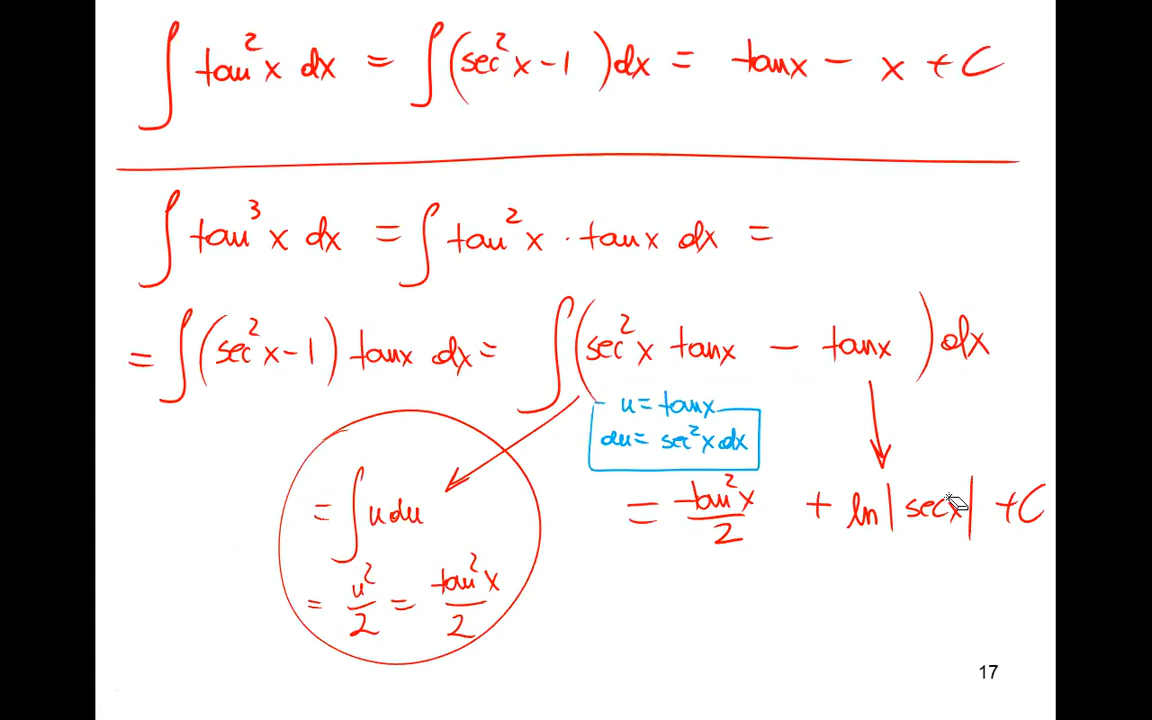 ∫ tan²x dx = ∫(sec²x-1)dx = tanx - x + C
∫ tan³x dx = ∫ tan²x · tanx dx =
= ∫(sec²x-1) tanx dx = ∫(sec²x tanx - tanx)dx
u = tanx
du = sec²x dx
= ∫ u du
= u²/2 = tan²x/2
= tan²x/2 + ln|secx| + C
17